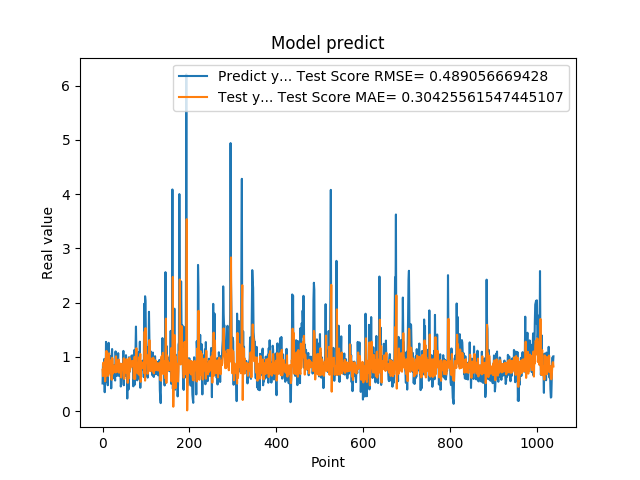 Model predict
Predict y... Test Score RMSE= 0.489056669428
Test y... Test Score MAE= 0.30425561547445107
Real value
6
5
4
3
2
1
0
0 200 400 600 800 1000
Point